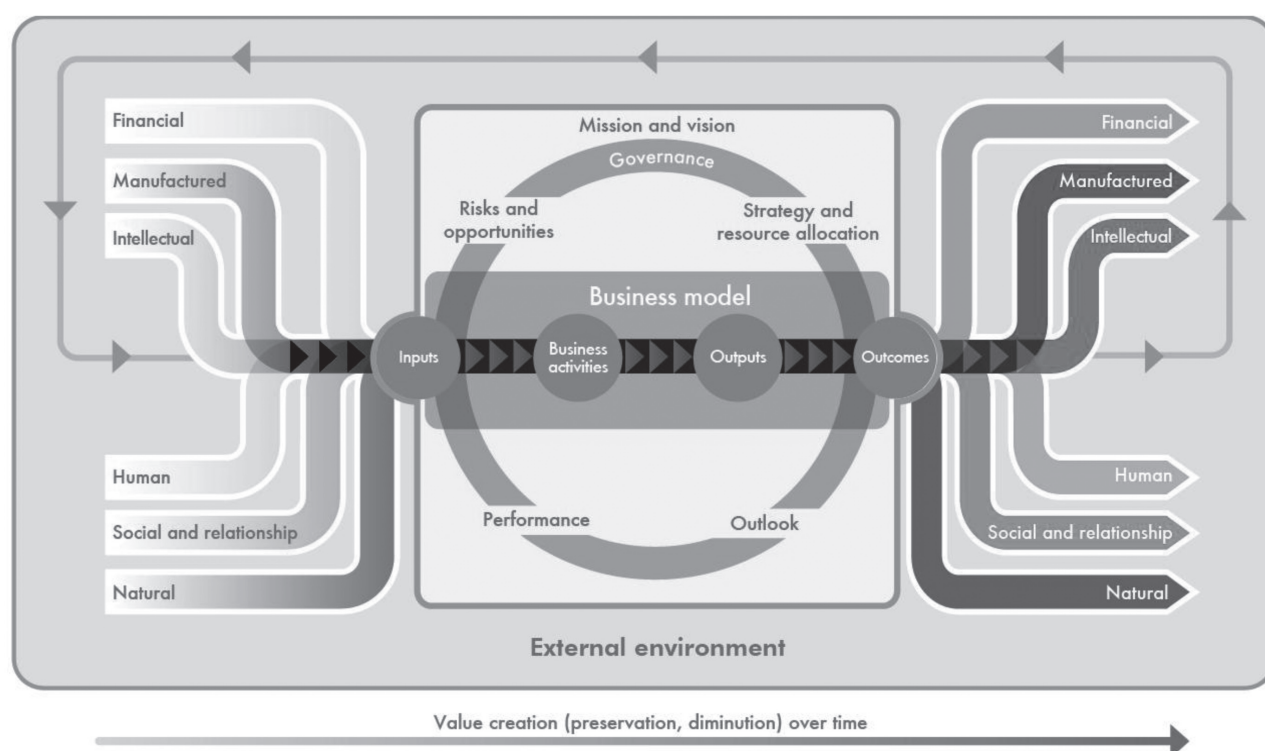 Financial
Manufactured
Intellectual
Human
Social and relationship
Natural
Mission and vision
Governance
Risks and
opportunities
Strategy and
resource allocation
Business model
Inputs
Business
activities
Outputs
Outcomes
Performance
Outlook
Financial
Manufactured
Intellectual
Human
Social and relationship
Natural
External environment
Value creation (preservation, diminution) over time